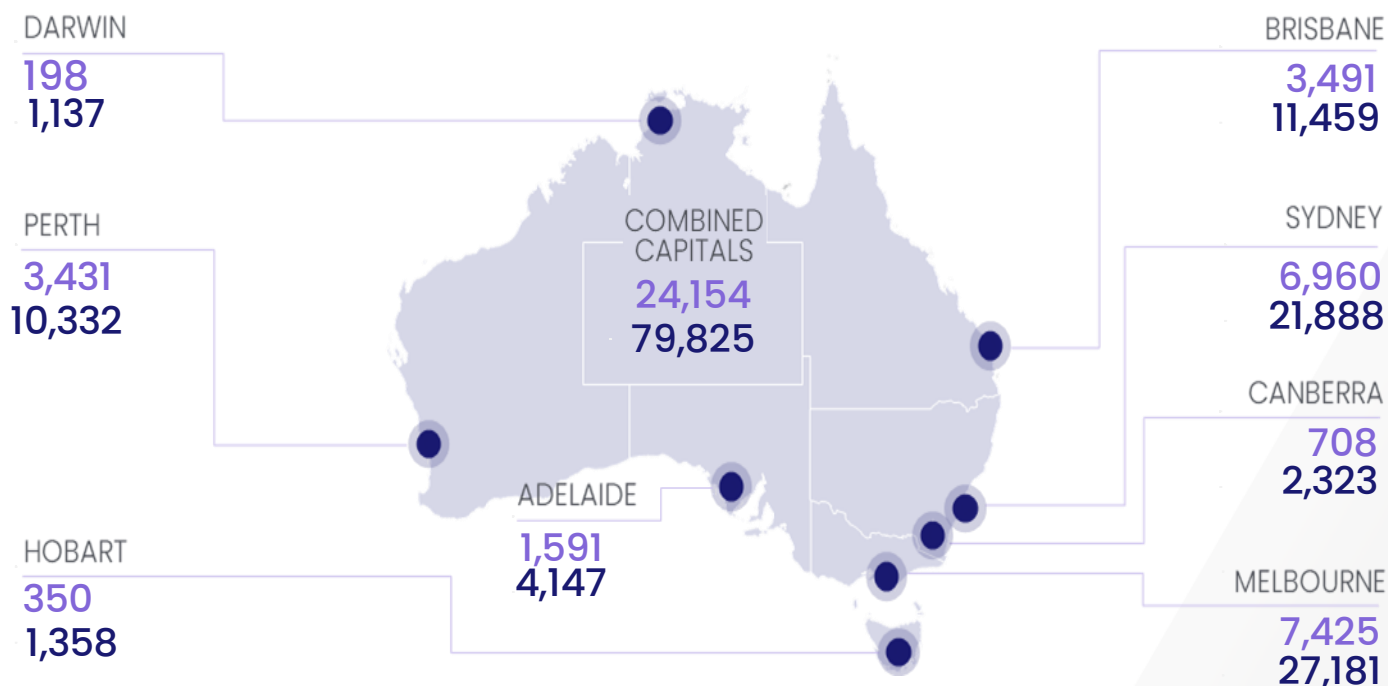 DARWIN
198
1,137
PERTH
3,431
10,332
HOBART
350
1,358
COMBINED
CAPITALS
24,154
79,825
ADELAIDE
1,591
4,147
BRISBANE
3,491
11,459
SYDNEY
6,960
21,888
CANBERRA
708
2,323
MELBOURNE
7,425
27,181